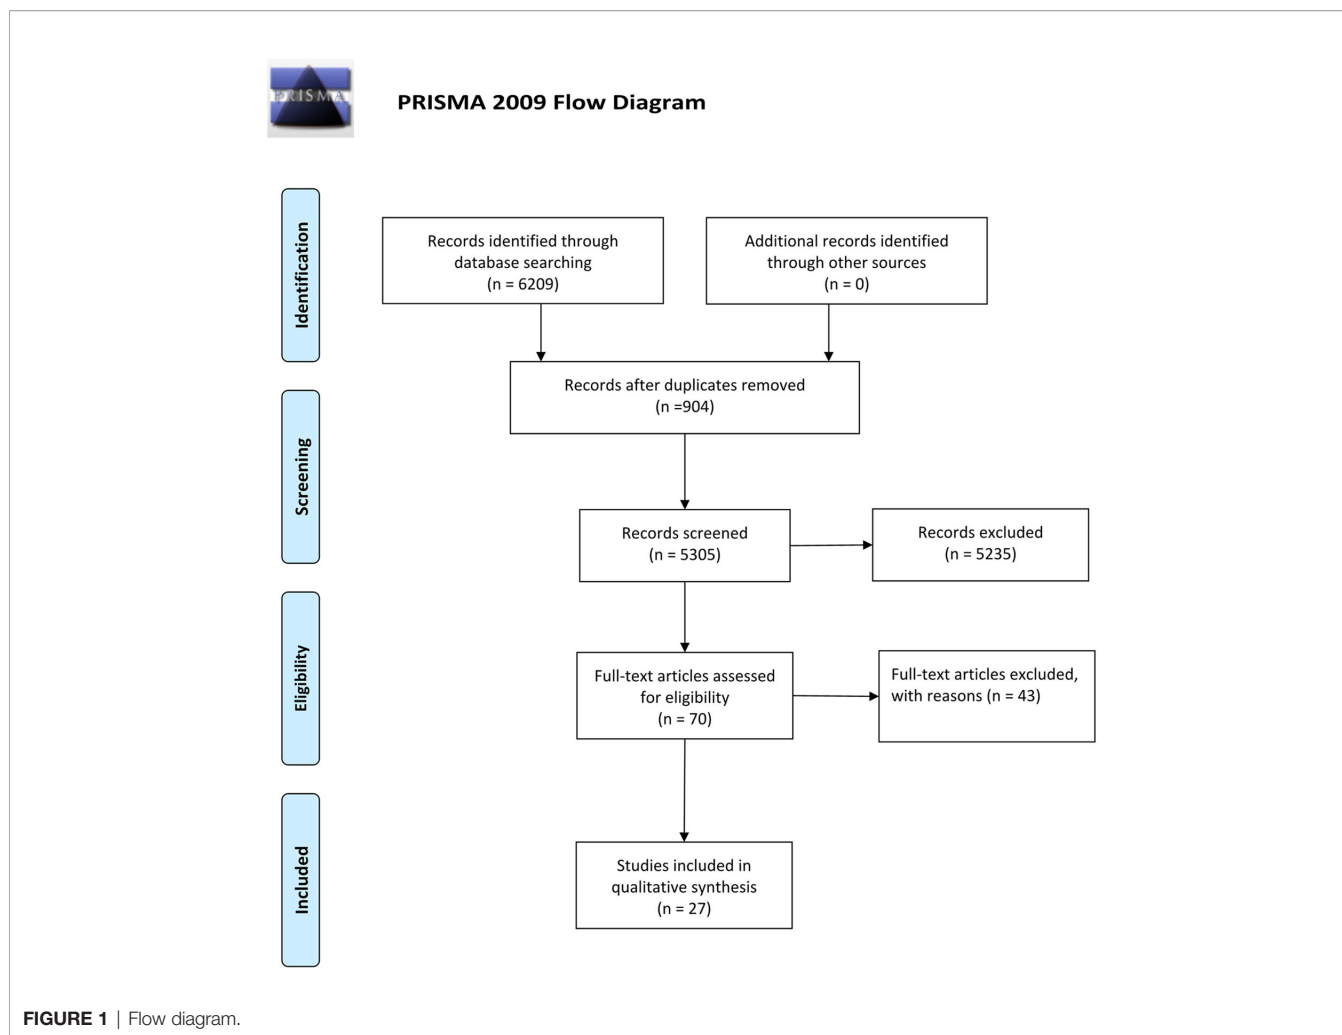 PRISMA
PRISMA 2009 Flow Diagram
Identification
Records identified through
database searching
(n = 6209)
Additional records identified
through other sources
(n = 0)
Records after duplicates removed
(n =904)
Screening
Records screened
(n = 5305)
Records excluded
(n = 5235)
Eligibility
Full-text articles assessed
for eligibility
(n = 70)
Full-text articles excluded,
with reasons (n = 43)
Included
Studies included in
qualitative synthesis
(n = 27)
FIGURE 1 | Flow diagram.